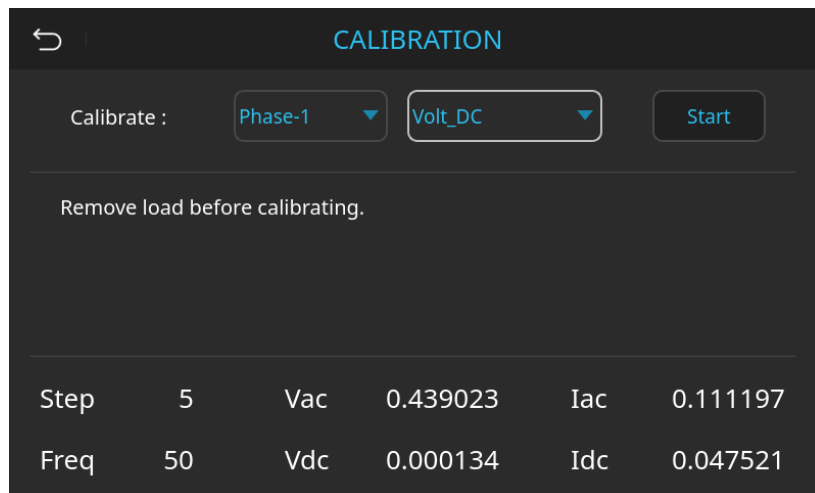 CALIBRATION
Calibrate : Phase-1 Volt_DC Start
Remove load before calibrating.
Step 5 Vac 0.439023 Iac 0.111197
Freq 50 Vdc 0.000134 Idc 0.047521